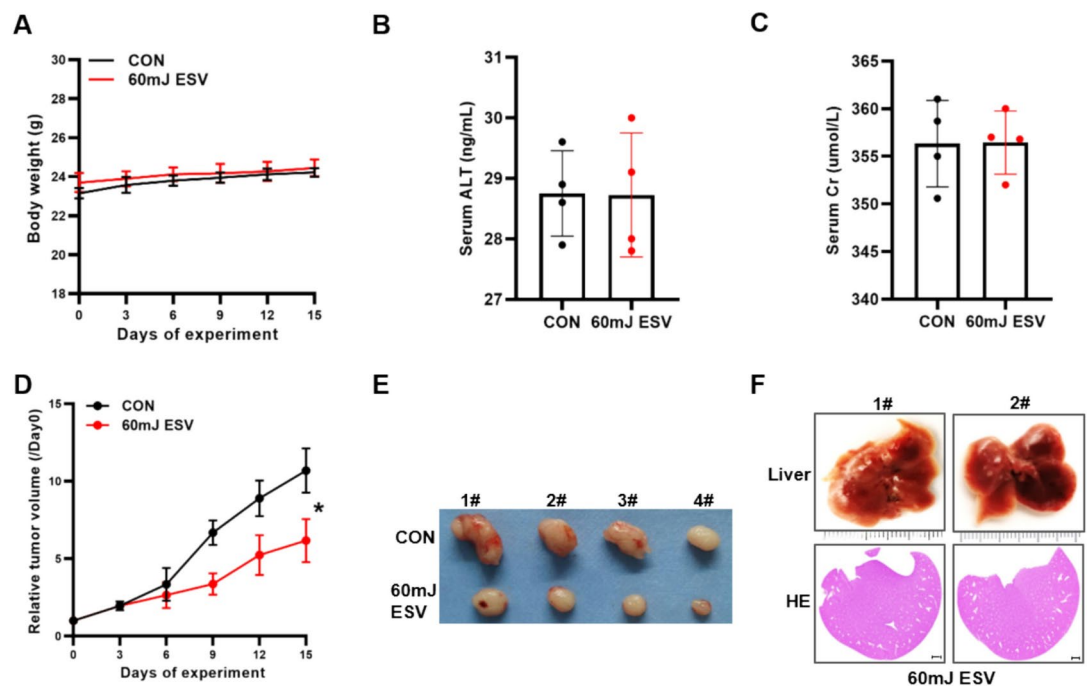 A
CON
60mJ ESV
Body weight (g)
30
28
26
24
22
20
18
0 3 6 9 12 15
Days of experiment
B
Serum ALT (ng/mL)
31
30
29
28
27
CON 60mJ ESV
C
Serum Cr (umol/L)
365
360
355
350
345
340
CON 60mJ ESV
D
CON
60mJ ESV
Relative tumor volume (/Day0)
15
10
5
0
*
0 3 6 9 12 15
Days of experiment
E
1# 2# 3# 4#
CON
60mJ
ESV
F
1# 2#
Liver
HE
60mJ ESV